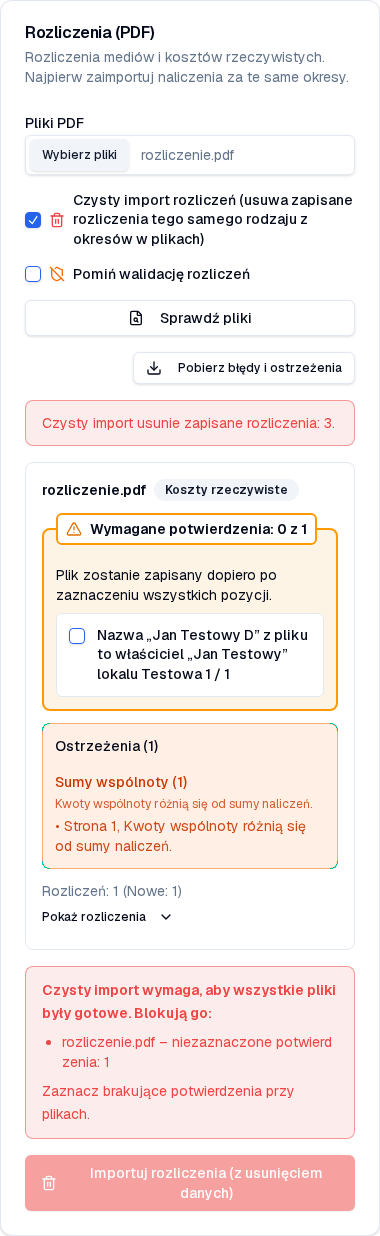 Rozliczenia (PDF)
Rozliczenia mediów i kosztów rzeczywistych.
Najpierw zaimportuj naliczenia za te same okresy.
Pliki PDF
Wybierz pliki rozliczenie.pdf
Czysty import rozliczeń (usuwa zapisane
rozliczenia tego samego rodzaju z
okresów w plikach)
Pomiń walidację rozliczeń
Sprawdź pliki
Pobierz błędy i ostrzeżenia
Czysty import usunie zapisane rozliczenia: 3.
rozliczenie.pdf Koszty rzeczywiste
Wymagane potwierdzenia: 0 z 1
Plik zostanie zapisany dopiero po
zaznaczeniu wszystkich pozycji.
Nazwa „Jan Testowy D” z pliku
to właściciel „Jan Testowy”
lokalu Testowa 1 / 1
Ostrzeżenia (1)
Sumy wspólnoty (1)
Kwoty wspólnoty różnią się od sumy naliczeń.
• Strona 1, Kwoty wspólnoty różnią się
od sumy naliczeń.
Rozliczeń: 1 (Nowe: 1)
Pokaż rozliczenia
Czysty import wymaga, aby wszystkie pliki
były gotowe. Blokują go:
• rozliczenie.pdf – niezaznaczone potwierd
zenia: 1
Zaznacz brakujące potwierdzenia przy
plikach.
Importuj rozliczenia (z usunięciem
danych)